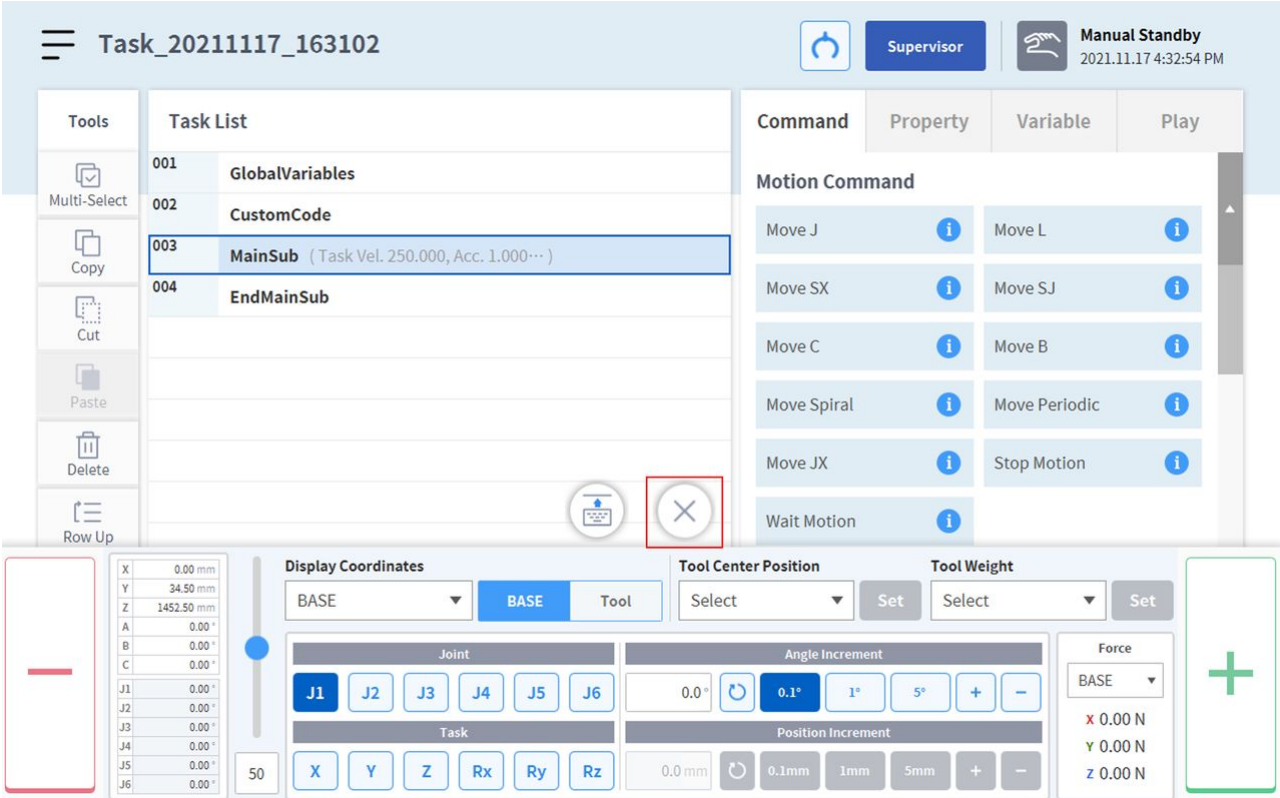 Task_20211117_163102
Supervisor
Manual Standby
2021.11.17 4:32:54 PM
Tools
Multi-Select
Copy
Cut
Paste
Delete
Row Up
Task List
001 GlobalVariables
002 CustomCode
003 MainSub ( Task Vel. 250.000, Acc. 1.000··· )
004 EndMainSub
Command Property Variable Play
Motion Command
Move J i Move L i
Move SX i Move SJ i
Move C i Move B i
Move Spiral i Move Periodic i
Move JX i Stop Motion i
Wait Motion i
X 0.00 mm
Y 34.50 mm
Z 1452.50 mm
A 0.00 °
B 0.00 °
C 0.00 °
J1 0.00 °
J2 0.00 °
J3 0.00 °
J4 0.00 °
J5 0.00 °
J6 0.00 °
50
Display Coordinates
BASE BASE Tool
Tool Center Position
Select Set
Tool Weight
Select Set
Joint
J1 J2 J3 J4 J5 J6
Task
X Y Z Rx Ry Rz
Angle Increment
0.0 ° 0.1° 1° 5° + −
Position Increment
0.0 mm 0.1mm 1mm 5mm + −
Force
BASE
X 0.00 N
Y 0.00 N
Z 0.00 N